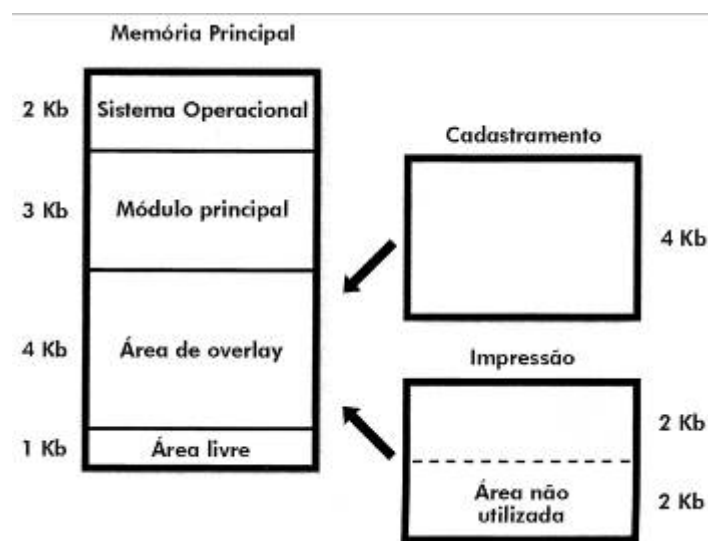 Memória Principal
2 Kb
Sistema Operacional
3 Kb
Módulo principal
4 Kb
Área de overlay
1 Kb
Área livre
Cadastramento
4 Kb
Impressão
2 Kb
Área não
utilizada
2 Kb